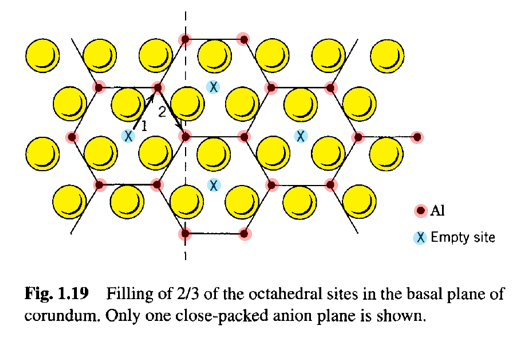 X
1
2
X
X
X
Al
X Empty site
Fig. 1.19 Filling of 2/3 of the octahedral sites in the basal plane of
corundum. Only one close-packed anion plane is shown.